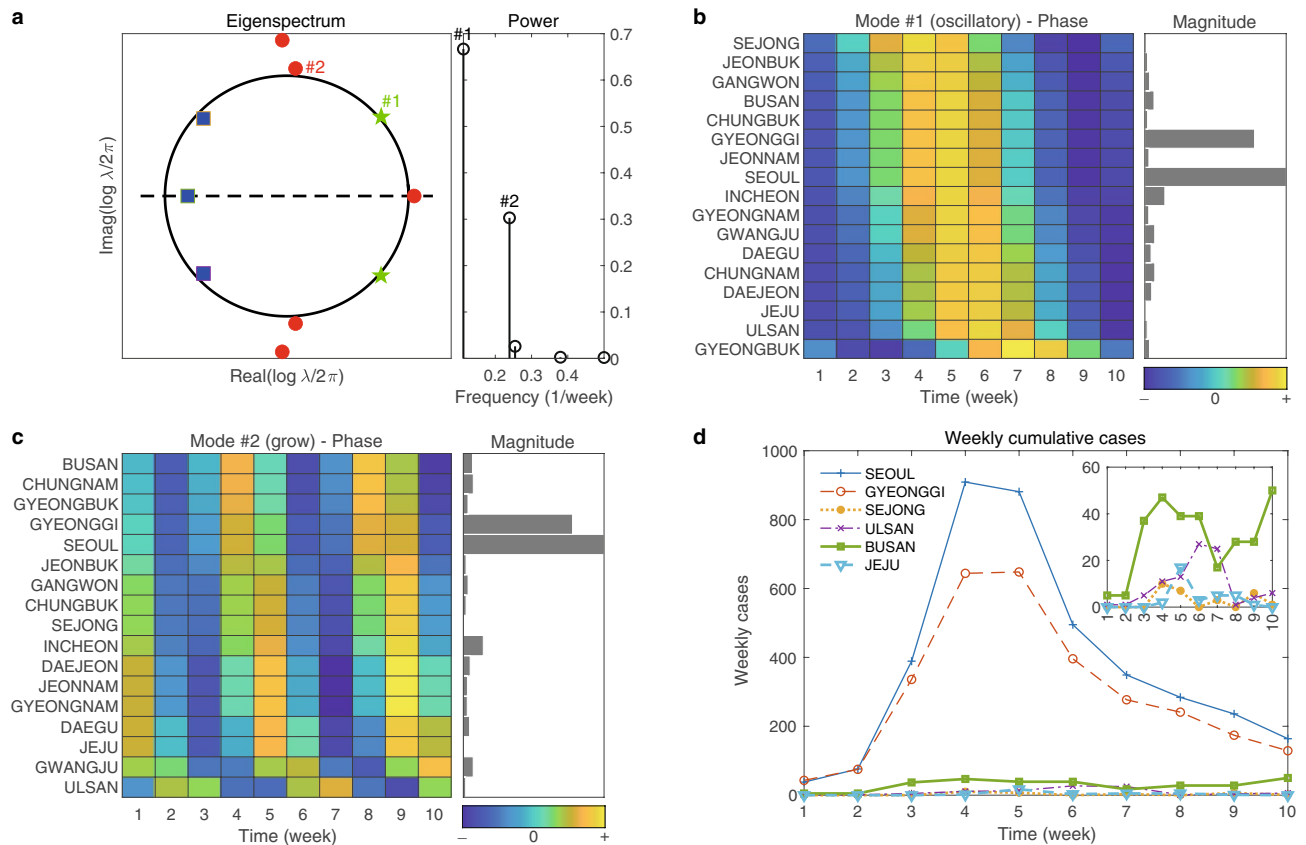 a
Eigenspectrum
#2
#1
Imag(log λ/2π)
Real(log λ/2π)
Power
#1
#2
0.7
0.6
0.5
0.4
0.3
0.2
0.1
0
0.2 0.3 0.4
Frequency (1/week)
b
Mode #1 (oscillatory) - Phase
Magnitude
SEJONG
JEONBUK
GANGWON
BUSAN
CHUNGBUK
GYEONGGI
JEONNAM
SEOUL
INCHEON
GYEONGNAM
GWANGJU
DAEGU
CHUNGNAM
DAEJEON
JEJU
ULSAN
GYEONGBUK
1 2 3 4 5 6 7 8 9 10
Time (week)
– 0 +
c
Mode #2 (grow) - Phase
Magnitude
BUSAN
CHUNGNAM
GYEONGBUK
GYEONGGI
SEOUL
JEONBUK
GANGWON
CHUNGBUK
SEJONG
INCHEON
DAEJEON
JEONNAM
GYEONGNAM
DAEGU
JEJU
GWANGJU
ULSAN
1 2 3 4 5 6 7 8 9 10
Time (week)
– 0 +
d
Weekly cumulative cases
1000
800
600
400
200
0
Weekly cases
SEOUL
GYEONGGI
SEJONG
ULSAN
BUSAN
JEJU
60
40
20
0
1 2 3 4 5 6 7 8 9 10
1 2 3 4 5 6 7 8 9 10
Time (week)